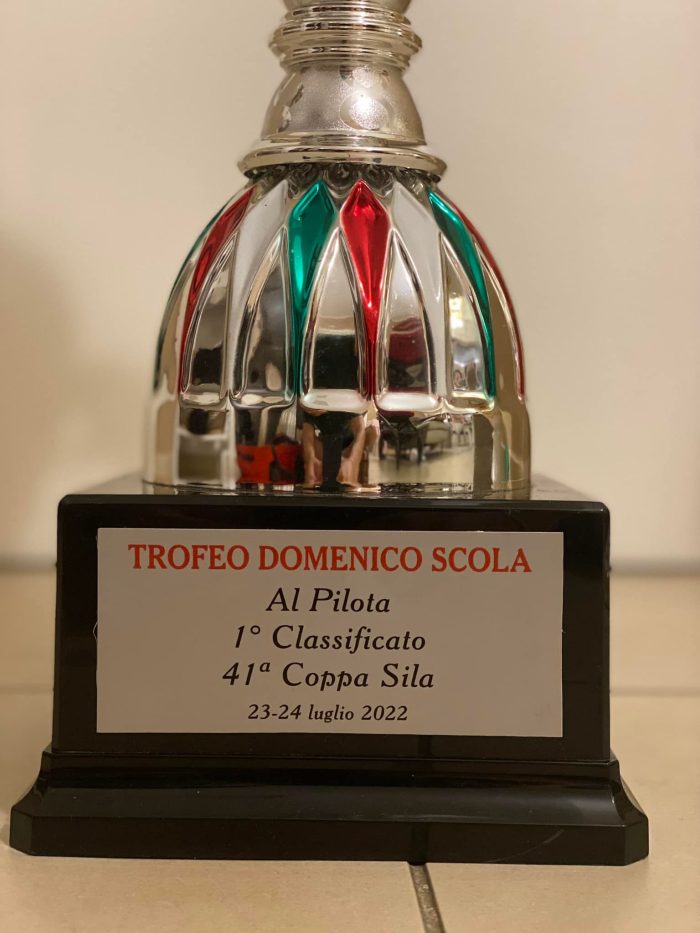 TROFEO DOMENICO SCOLA
Al Pilota
1° Classificato
41ª Coppa Sila
23-24 luglio 2022